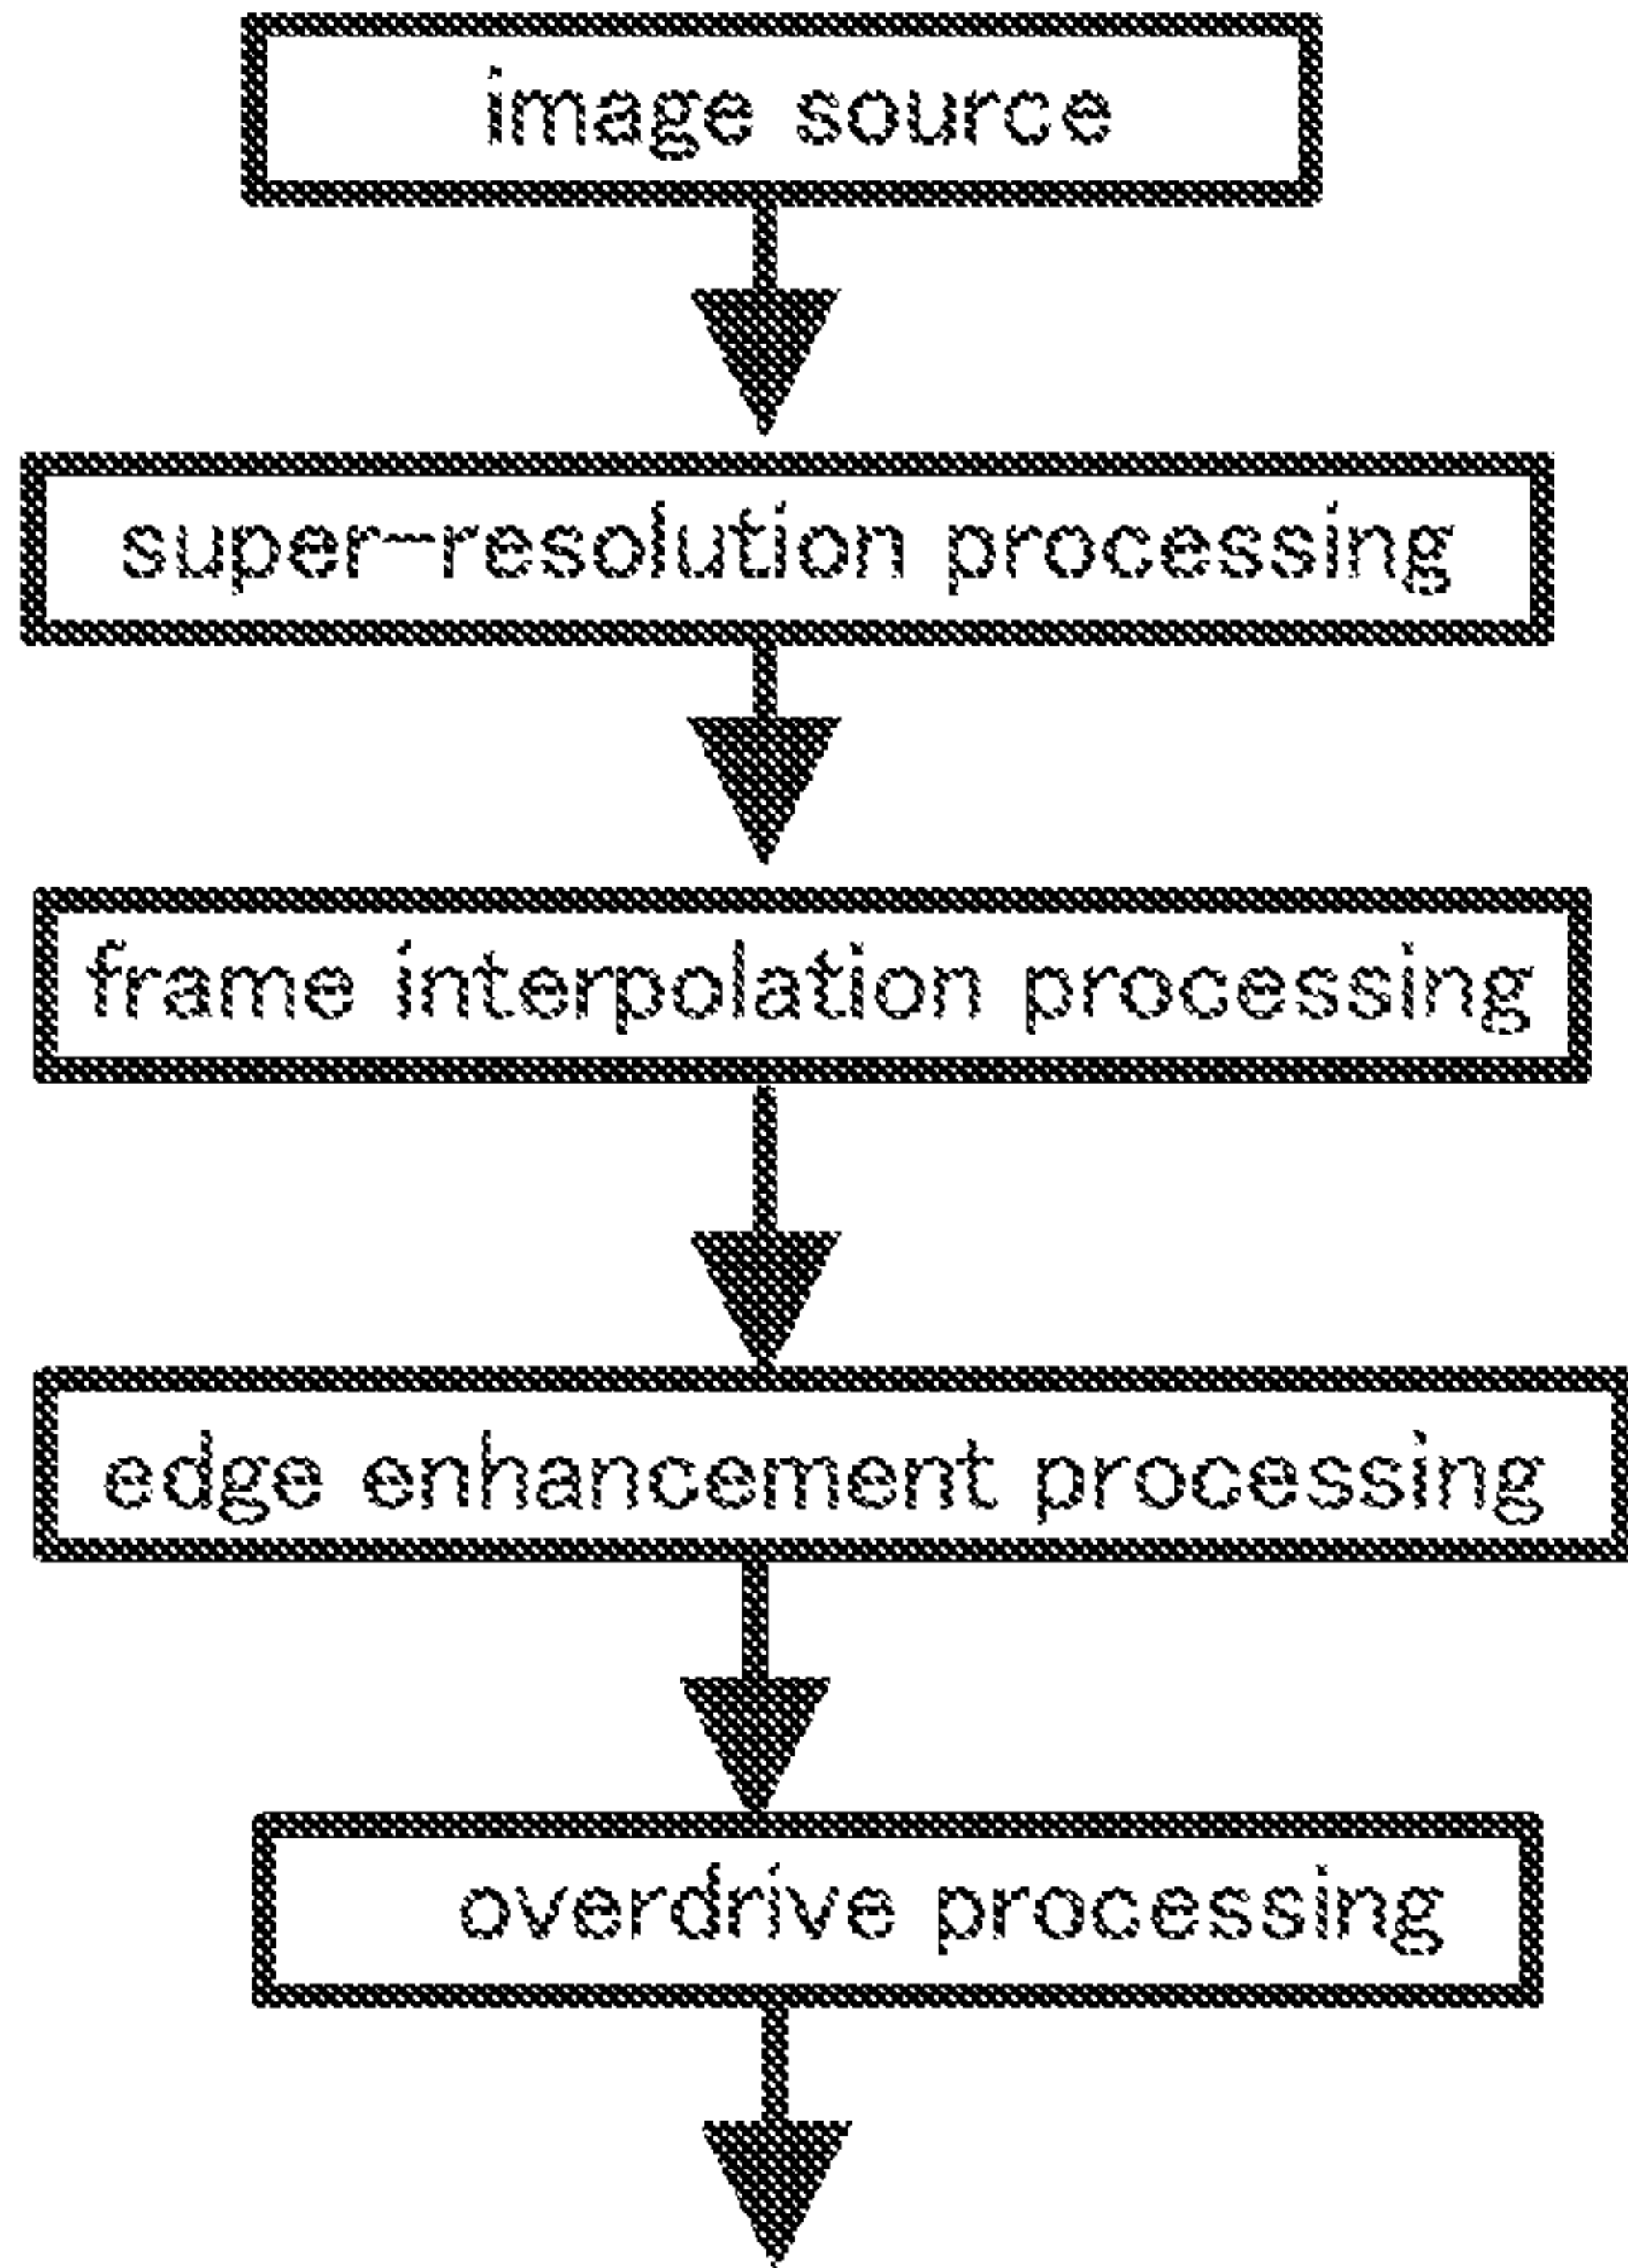 image source
super-resolution processing
frame interpolation processing
edge enhancement processing
overdrive processing